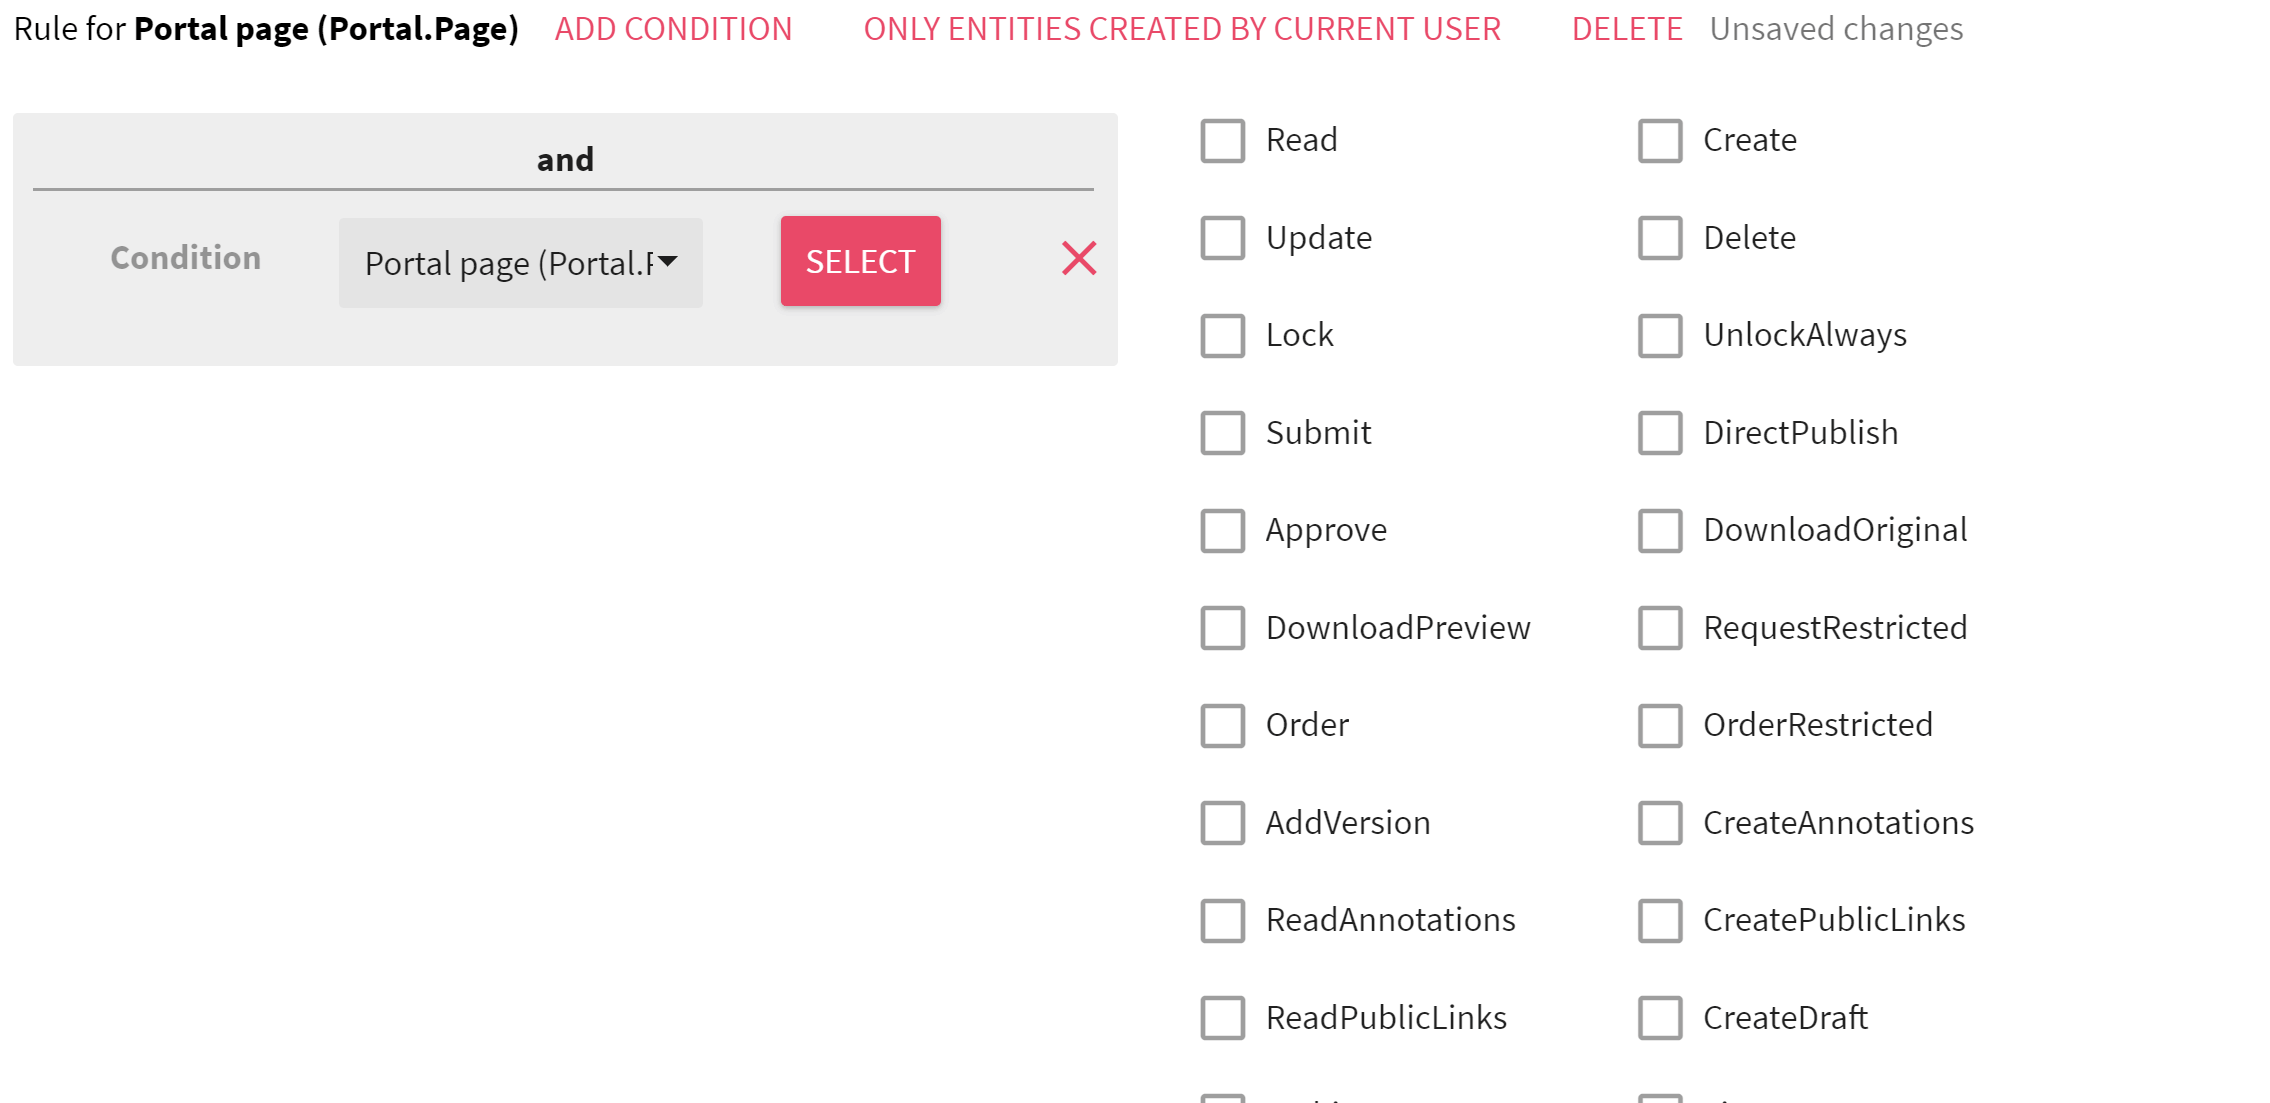 Rule for Portal page (Portal.Page) ADD CONDITION ONLY ENTITIES CREATED BY CURRENT USER DELETE Unsaved changes
and
Condition Portal page (Portal. SELECT
Read Create
Update Delete
Lock UnlockAlways
Submit DirectPublish
Approve DownloadOriginal
DownloadPreview RequestRestricted
Order OrderRestricted
AddVersion CreateAnnotations
ReadAnnotations CreatePublicLinks
ReadPublicLinks CreateDraft